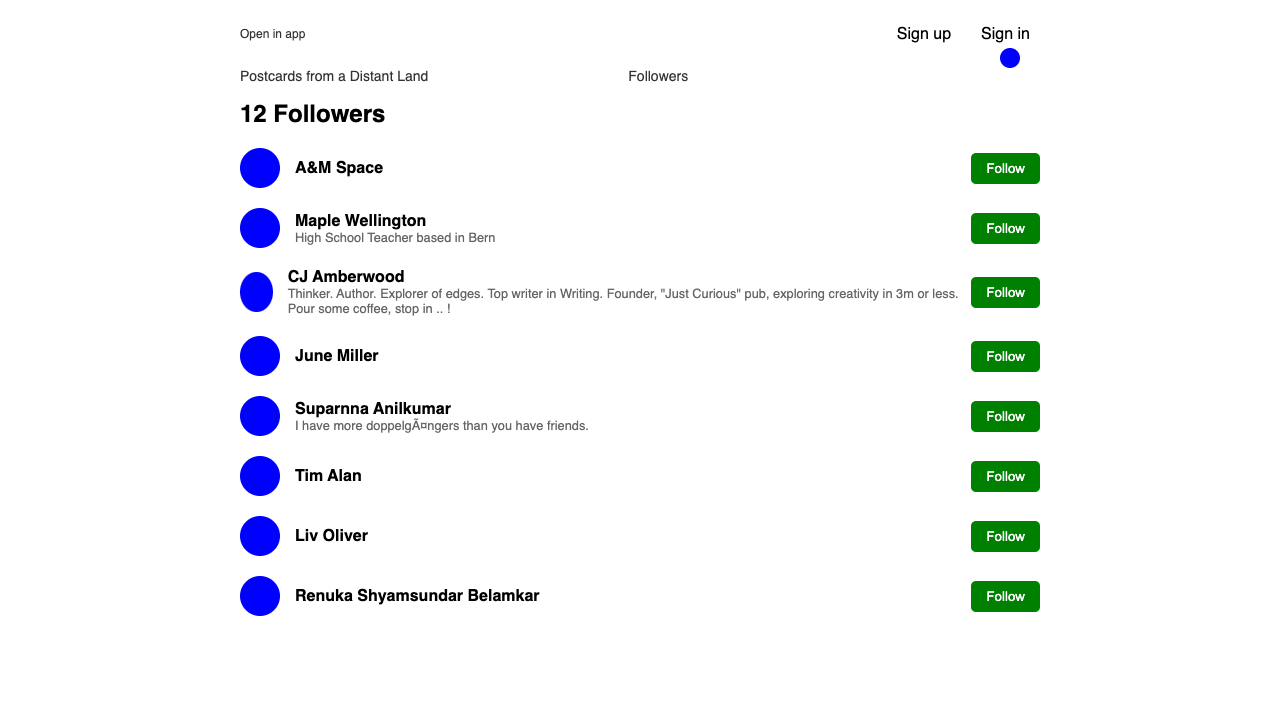 Open in app
Sign up
Sign in
Postcards from a Distant Land
Followers
12 Followers
A&M Space
Follow
Maple Wellington
High School Teacher based in Bern
Follow
CJ Amberwood
Thinker. Author. Explorer of edges. Top writer in Writing. Founder, "Just Curious" pub, exploring creativity in 3m or less.
Pour some coffee, stop in .. !
Follow
June Miller
Follow
Suparnna Anilkumar
I have more doppelgÃ¤ngers than you have friends.
Follow
Tim Alan
Follow
Liv Oliver
Follow
Renuka Shyamsundar Belamkar
Follow